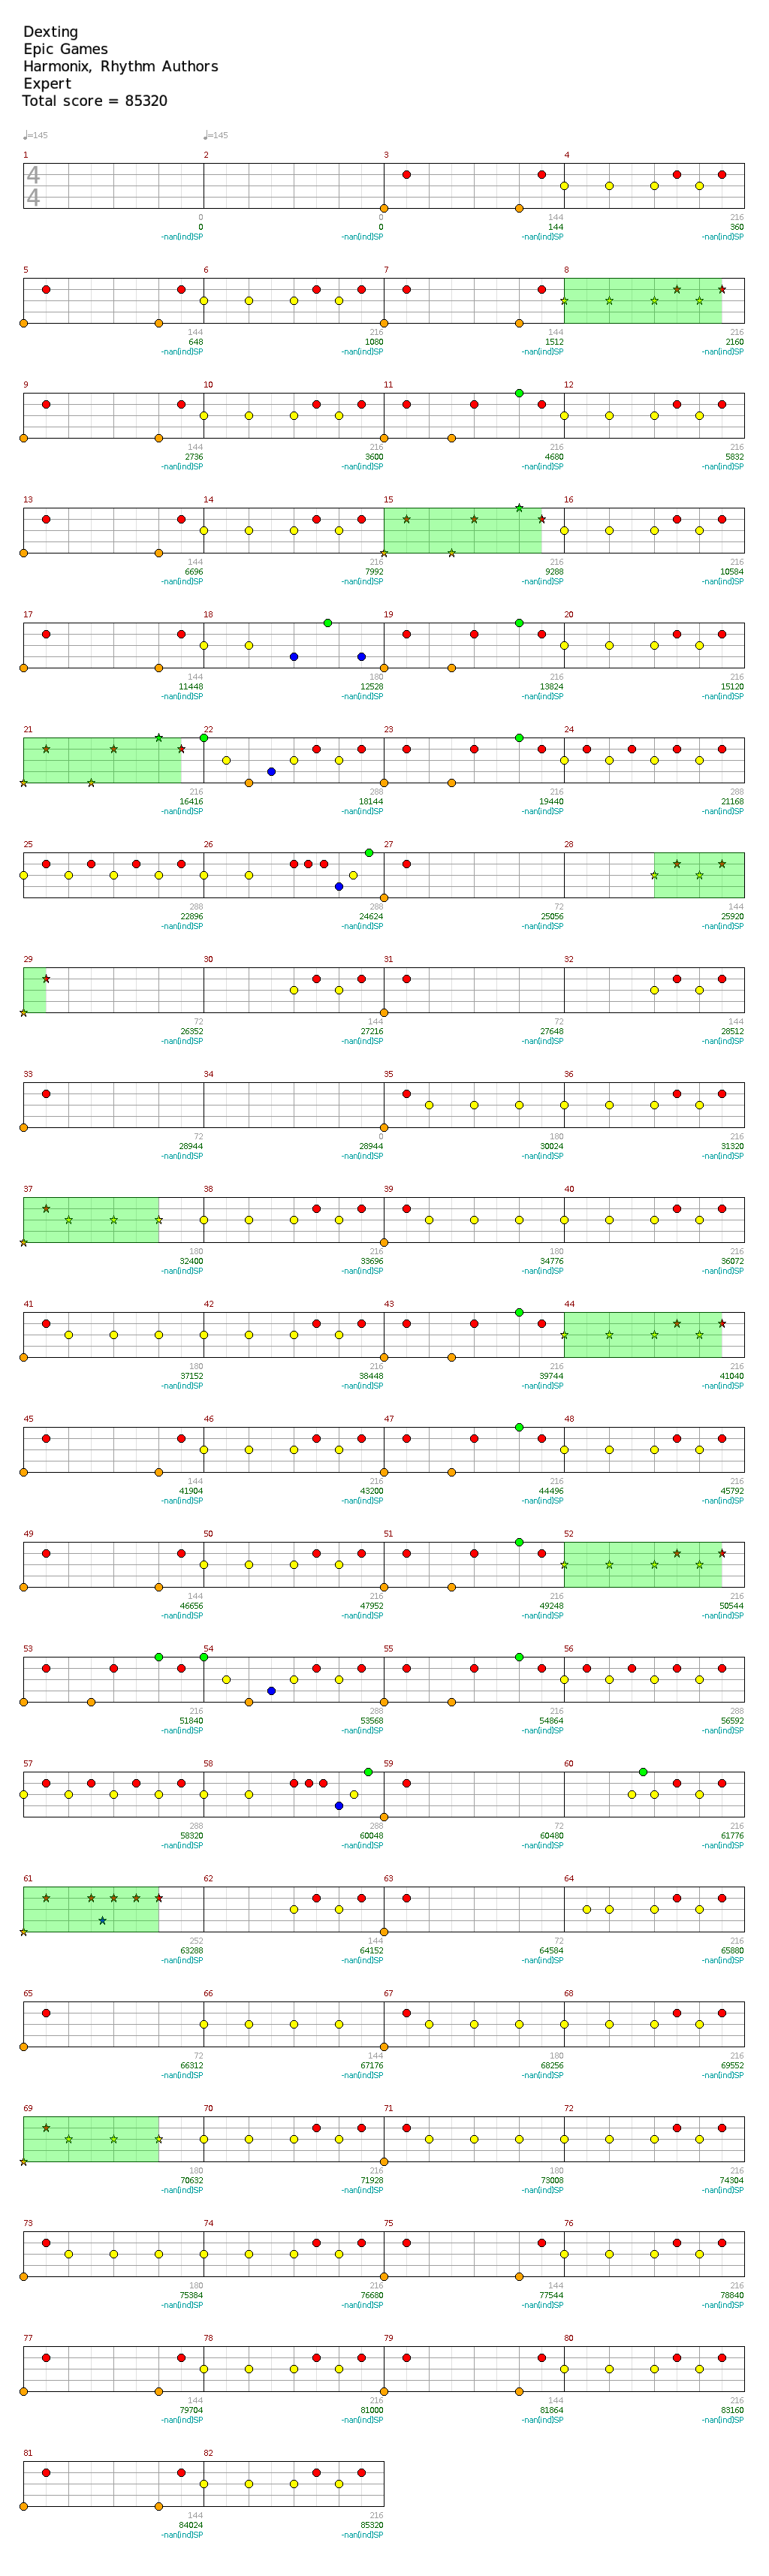 Dexting
Epic Games
Harmonix, Rhythm Authors
Expert
Total score = 85320
♩=145 ♩=145
1 2 3 4
4
4
0 0 144 216
0 0 144 360
-nan(ind)SP -nan(ind)SP -nan(ind)SP -nan(ind)SP
5 6 7 8
144 216 144 216
648 1080 1512 2160
-nan(ind)SP -nan(ind)SP -nan(ind)SP -nan(ind)SP
9 10 11 12
144 216 216 216
2736 3600 4680 5832
-nan(ind)SP -nan(ind)SP -nan(ind)SP -nan(ind)SP
13 14 15 16
144 216 216 216
6696 7992 9288 10584
-nan(ind)SP -nan(ind)SP -nan(ind)SP -nan(ind)SP
17 18 19 20
144 180 216 216
11448 12528 13824 15120
-nan(ind)SP -nan(ind)SP -nan(ind)SP -nan(ind)SP
21 22 23 24
216 288 216 288
16416 18144 19440 21168
-nan(ind)SP -nan(ind)SP -nan(ind)SP -nan(ind)SP
25 26 27 28
288 288 72 144
22896 24624 25056 25920
-nan(ind)SP -nan(ind)SP -nan(ind)SP -nan(ind)SP
29 30 31 32
72 144 72 144
26352 27216 27648 28512
-nan(ind)SP -nan(ind)SP -nan(ind)SP -nan(ind)SP
33 34 35 36
72 0 180 216
28944 28944 30024 31320
-nan(ind)SP -nan(ind)SP -nan(ind)SP -nan(ind)SP
37 38 39 40
180 216 180 216
32400 33696 34776 36072
-nan(ind)SP -nan(ind)SP -nan(ind)SP -nan(ind)SP
41 42 43 44
180 216 216 216
37152 38448 39744 41040
-nan(ind)SP -nan(ind)SP -nan(ind)SP -nan(ind)SP
45 46 47 48
144 216 216 216
41904 43200 44496 45792
-nan(ind)SP -nan(ind)SP -nan(ind)SP -nan(ind)SP
49 50 51 52
144 216 216 216
46656 47952 49248 50544
-nan(ind)SP -nan(ind)SP -nan(ind)SP -nan(ind)SP
53 54 55 56
216 288 216 288
51840 53568 54864 56592
-nan(ind)SP -nan(ind)SP -nan(ind)SP -nan(ind)SP
57 58 59 60
288 288 72 216
58320 60048 60480 61776
-nan(ind)SP -nan(ind)SP -nan(ind)SP -nan(ind)SP
61 62 63 64
252 144 72 216
63288 64152 64584 65880
-nan(ind)SP -nan(ind)SP -nan(ind)SP -nan(ind)SP
65 66 67 68
72 144 180 216
66312 67176 68256 69552
-nan(ind)SP -nan(ind)SP -nan(ind)SP -nan(ind)SP
69 70 71 72
180 216 180 216
70632 71928 73008 74304
-nan(ind)SP -nan(ind)SP -nan(ind)SP -nan(ind)SP
73 74 75 76
180 216 144 216
75384 76680 77544 78840
-nan(ind)SP -nan(ind)SP -nan(ind)SP -nan(ind)SP
77 78 79 80
144 216 144 216
79704 81000 81864 83160
-nan(ind)SP -nan(ind)SP -nan(ind)SP -nan(ind)SP
81 82
144 216
84024 85320
-nan(ind)SP -nan(ind)SP